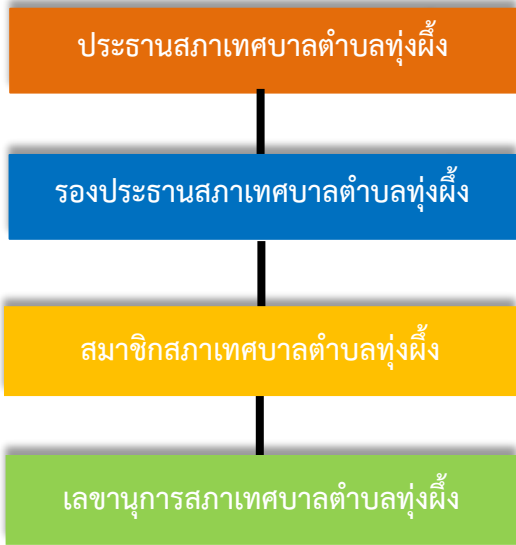 ประธานสภาเทศบาลตำบลทุ่งผึ้ง
รองประธานสภาเทศบาลตำบลทุ่งผึ้ง
สมาชิกสภาเทศบาลตำบลทุ่งผึ้ง
เลขานุการสภาเทศบาลตำบลทุ่งผึ้ง